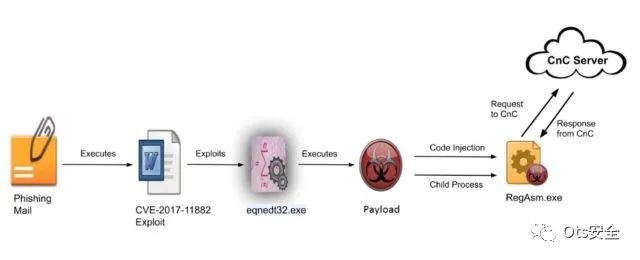 CnC Server
Request
to CnC
Response
from CnC
Executes
Exploits
Executes
Code Injection
Child Process
W
Phishing
Mail
CVE-2017-11882
Exploit
eqnedt32.exe
Payload
RegAsm.exe
Ots安全